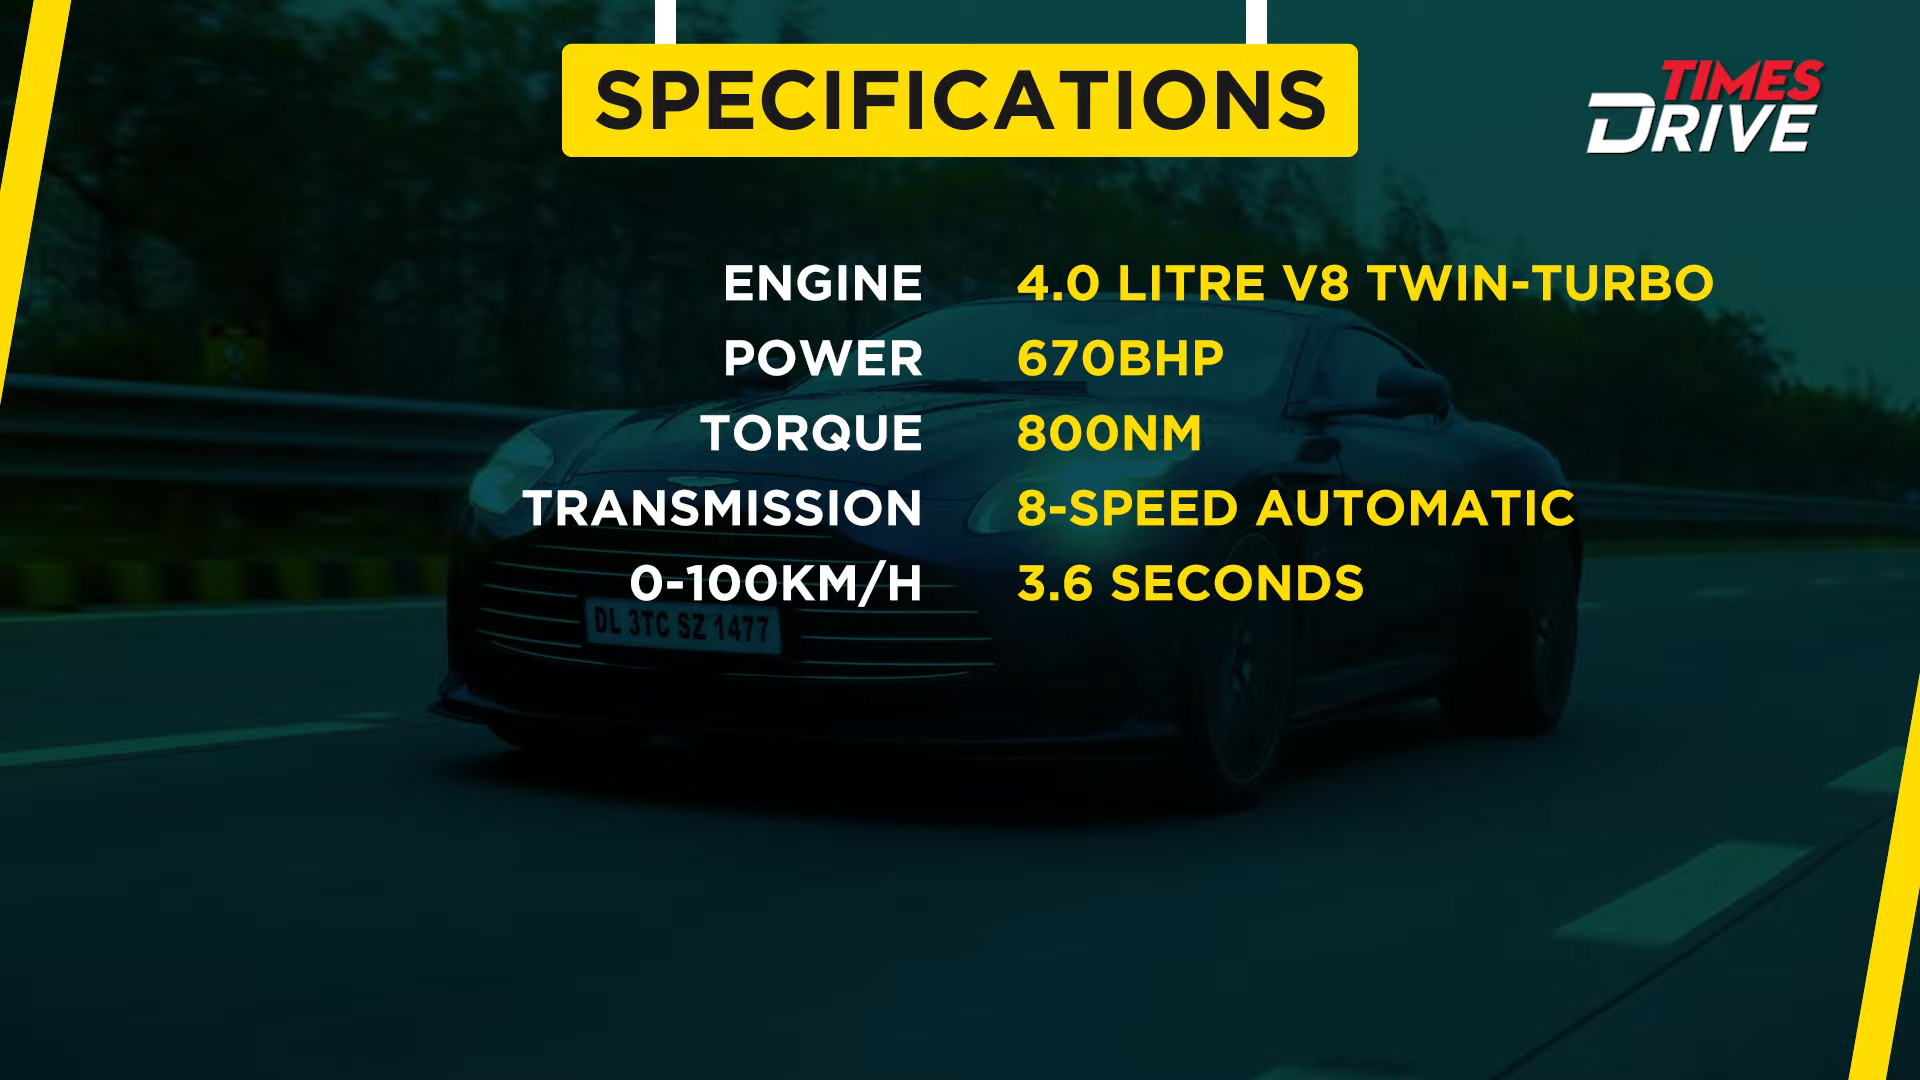 SPECIFICATIONS
TIMES
DRIVE
ENGINE 4.0 LITRE V8 TWIN-TURBO
POWER 670BHP
TORQUE 800NM
TRANSMISSION 8-SPEED AUTOMATIC
0-100KM/H 3.6 SECONDS
DL 3TC SZ 1477